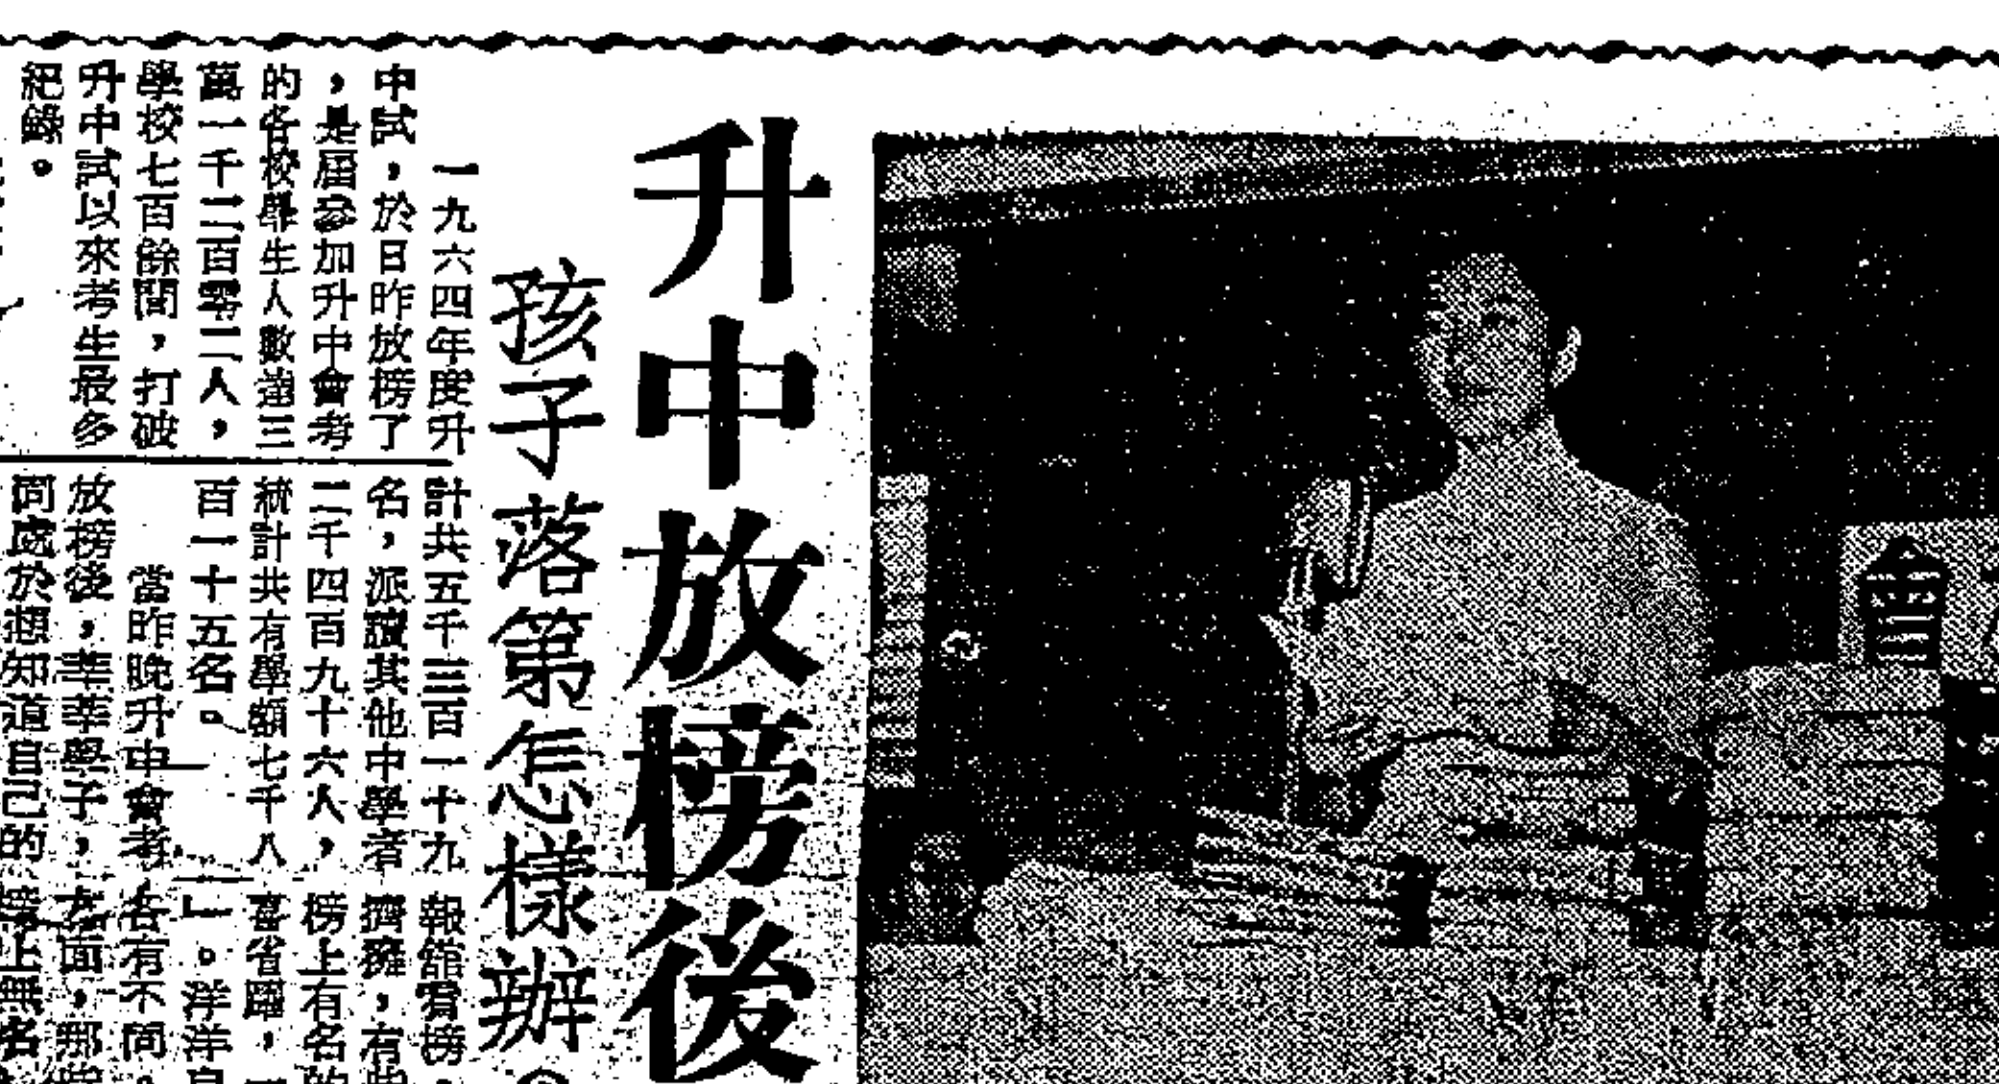 升中放榜後
孩子落第怎樣辦
一九六四年度升
中試，於日昨放榜了
，是屆參加升中會考
的各校學生人數達三
萬一千二百零二人，
學校七百餘間，打破
升中試以來考生最多
紀錄。
計共五千三百一十九
名，派讀其他中學者
二千四百九十六人，
統計共有學額七千八
百一十五名。
當昨晚升中會考
放榜後，莘莘學子，
同處於想知道自己的
報館看榜，
擠擁，有
榜上有名的
喜省
」。洋洋
各有不同。
方面，那
榜上無名
會